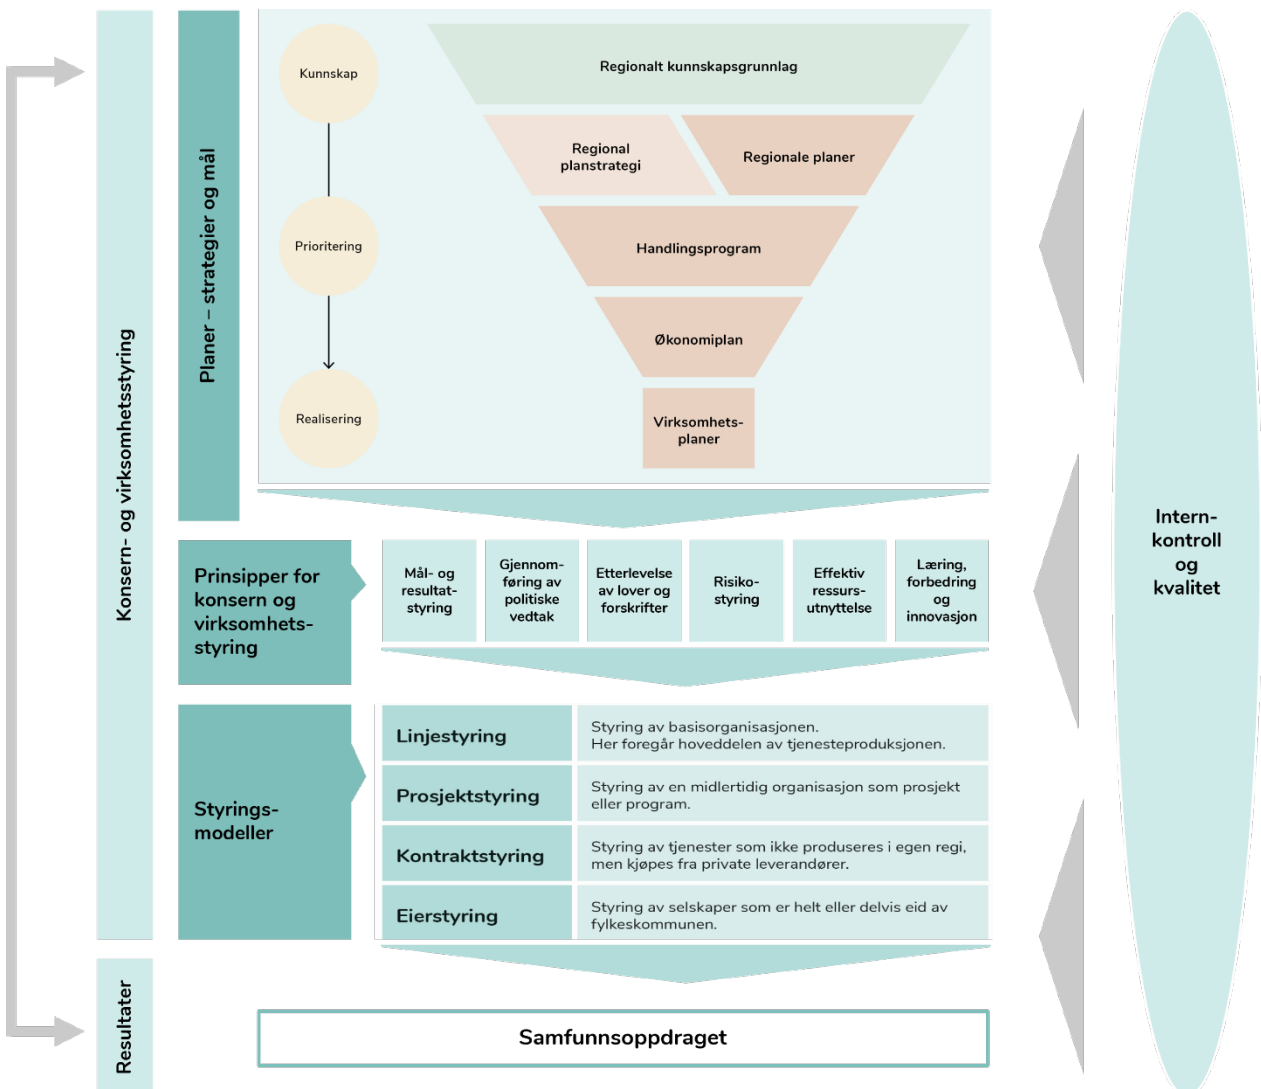 Konsern- og virksomhetsstyring
Planer – strategier og mål
Kunnskap
Prioritering
Realisering
Regionalt kunnskapsgrunnlag
Regional
planstrategi
Regionale planer
Handlingsprogram
Økonomiplan
Virksomhets-
planer
Prinsipper for
konsern og
virksomhets-
styring
Mål- og
resultat-
styring
Gjennom-
føring av
politiske
vedtak
Etterlevelse
av lover og
forskrifter
Risiko-
styring
Effektiv
ressurs-
utnyttelse
Læring,
forbedring
og
innovasjon
Styrings-
modeller
Linjestyring
Styring av basisorganisasjonen.
Her foregår hoveddelen av tjenesteproduksjonen.
Prosjektstyring
Styring av en midlertidig organisasjon som prosjekt
eller program.
Kontraktstyring
Styring av tjenester som ikke produseres i egen regi,
men kjøpes fra private leverandører.
Eierstyring
Styring av selskaper som er helt eller delvis eid av
fylkeskommunen.
Resultater
Samfunnsoppdraget
Intern-
kontroll
og
kvalitet